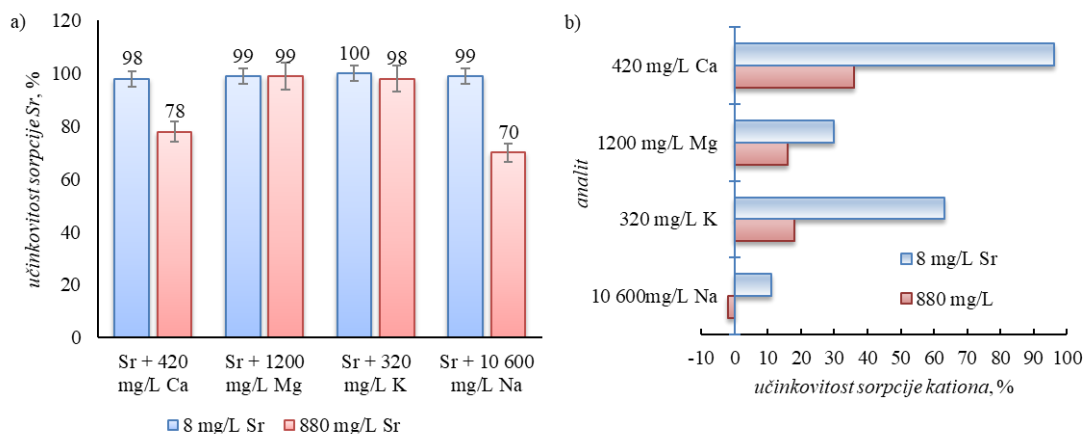 a)
učinkovitost sorpcije Sr, %
120
100
80
60
40
20
0
98
78
99
99
100
98
99
70
Sr + 420
mg/L Ca
Sr + 1200
mg/L Mg
Sr + 320
mg/L K
Sr + 10 600
mg/L Na
8 mg/L Sr
880 mg/L Sr
b)
analit
420 mg/L Ca
1200 mg/L Mg
320 mg/L K
10 600mg/L Na
8 mg/L Sr
880 mg/L
-10 0 10 20 30 40 50 60 70 80 90 100
učinkovitost sorpcije kationa, %